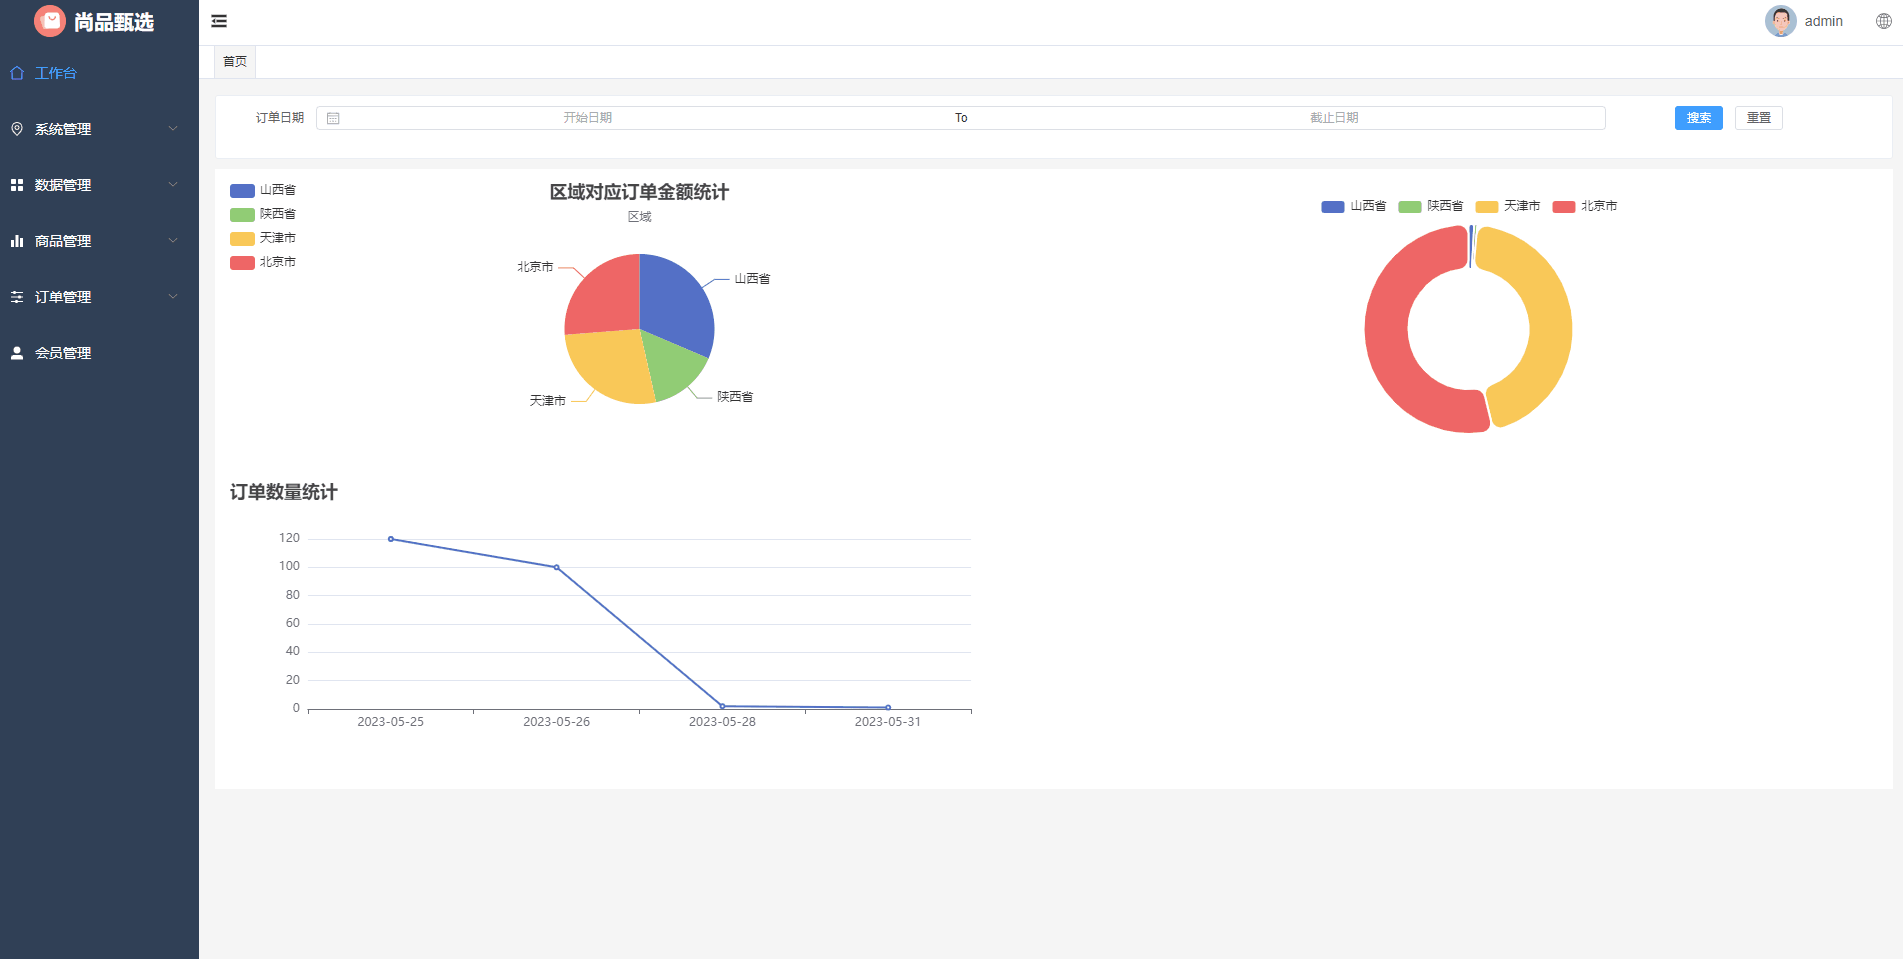 尚品甄选
工作台
系统管理
数据管理
商品管理
订单管理
会员管理
admin
首页
订单日期 开始日期 To 截止日期 搜索 重置
山西省
陕西省
天津市
北京市
区域对应订单金额统计
区域
北京市
山西省
天津市
陕西省
山西省 陕西省 天津市 北京市
订单数量统计
120
100
80
60
40
20
0
2023-05-25 2023-05-26 2023-05-28 2023-05-31